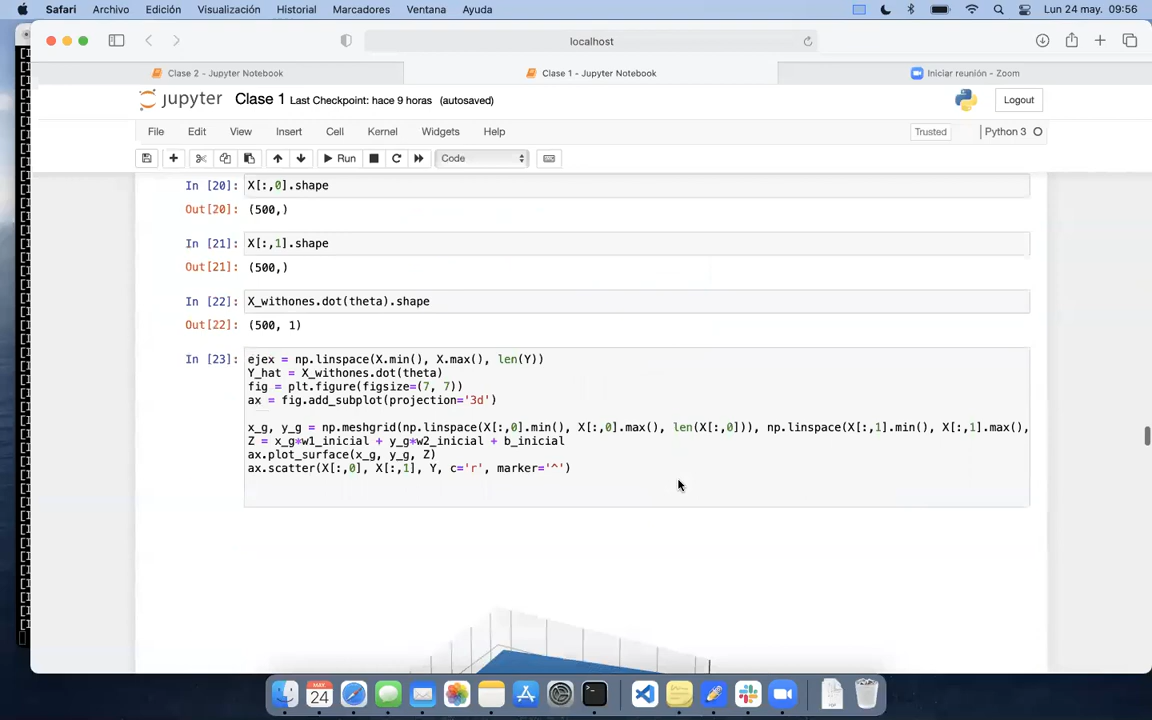 Safari Archivo Edición Visualización Historial Marcadores Ventana Ayuda Lun 24 may. 09:56
localhost
Clase 2 - Jupyter Notebook Clase 1 - Jupyter Notebook Iniciar reunión - Zoom
jupyter Clase 1 Last Checkpoint: hace 9 horas (autosaved) Logout
File Edit View Insert Cell Kernel Widgets Help Trusted Python 3
Run Code
In [20]: X[:,0].shape
Out[20]: (500,)
In [21]: X[:,1].shape
Out[21]: (500,)
In [22]: X_withones.dot(theta).shape
Out[22]: (500, 1)
In [23]: ejex = np.linspace(X.min(), X.max(), len(Y))
Y_hat = X_withones.dot(theta)
fig = plt.figure(figsize=(7, 7))
ax = fig.add_subplot(projection='3d')
x_g, y_g = np.meshgrid(np.linspace(X[:,0].min(), X[:,0].max(), len(X[:,0])), np.linspace(X[:,1].min(), X[:,1].max(),
Z = x_g*w1_inicial + y_g*w2_inicial + b_inicial
ax.plot_surface(x_g, y_g, Z)
ax.scatter(X[:,0], X[:,1], Y, c='r', marker='^')
MAY
24